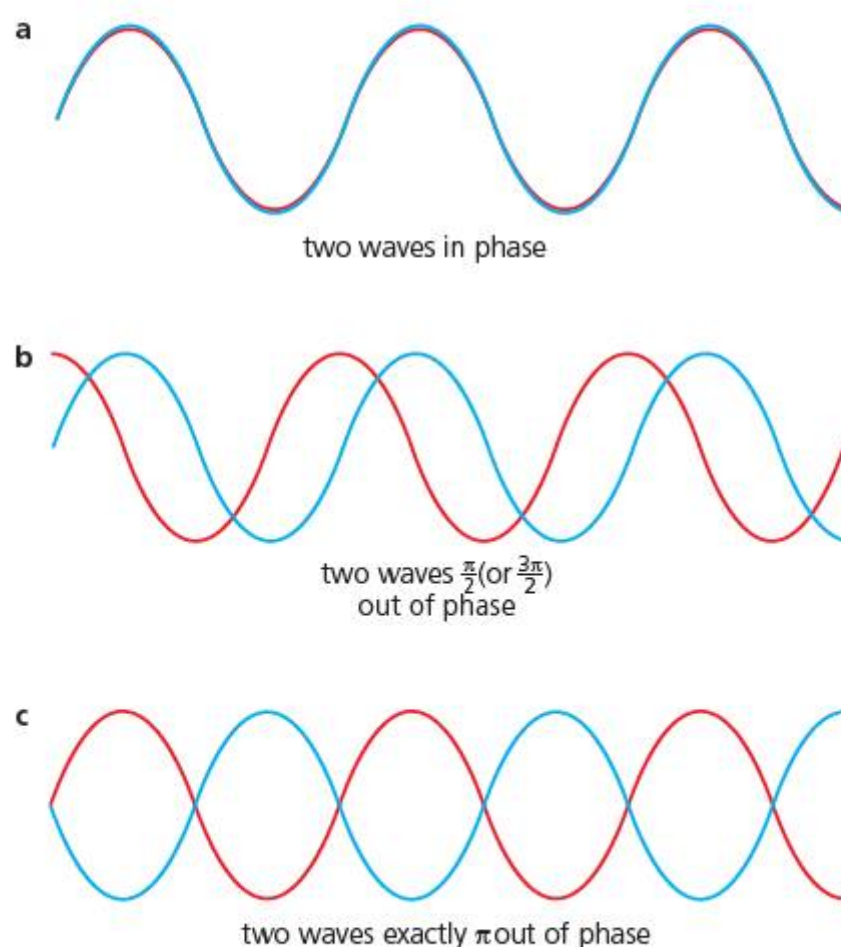 a
two waves in phase
b
two waves π/2(or 3π/2)
out of phase
c
two waves exactly π out of phase